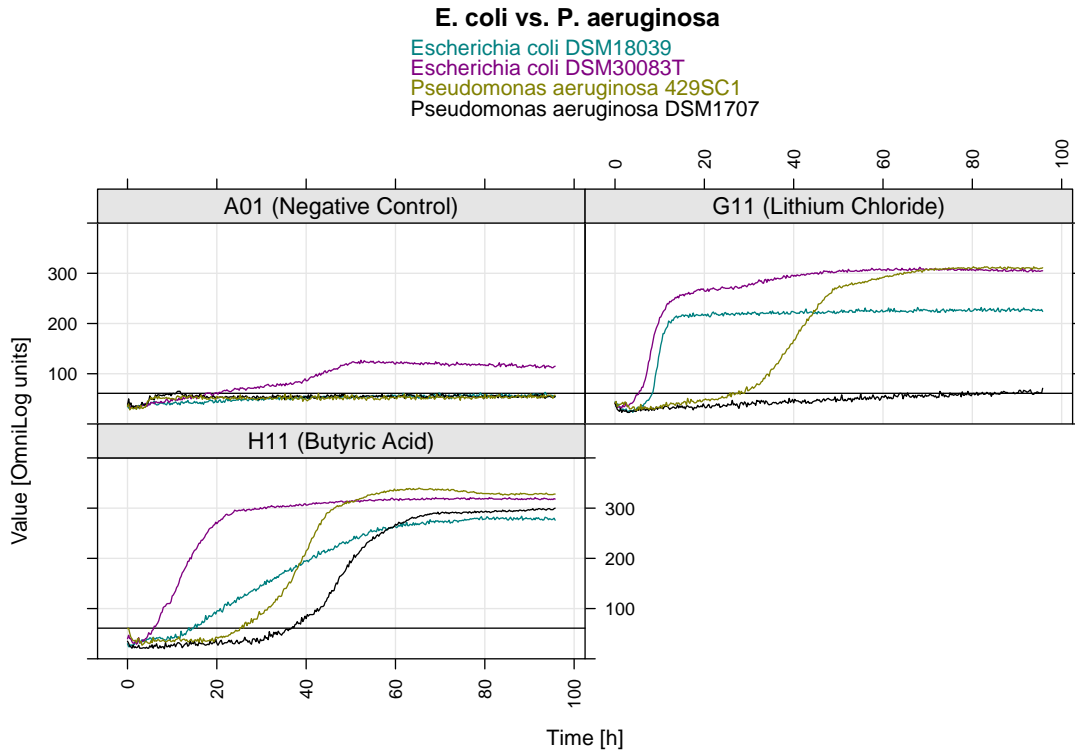 E. coli vs. P. aeruginosa
Escherichia coli DSM18039
Escherichia coli DSM30083T
Pseudomonas aeruginosa 429SC1
Pseudomonas aeruginosa DSM1707
0 20 40 60 80 100
A01 (Negative Control)
G11 (Lithium Chloride)
300
200
100
H11 (Butyric Acid)
300
200
100
Value [OmniLog units]
0 20 40 60 80 100
Time [h]